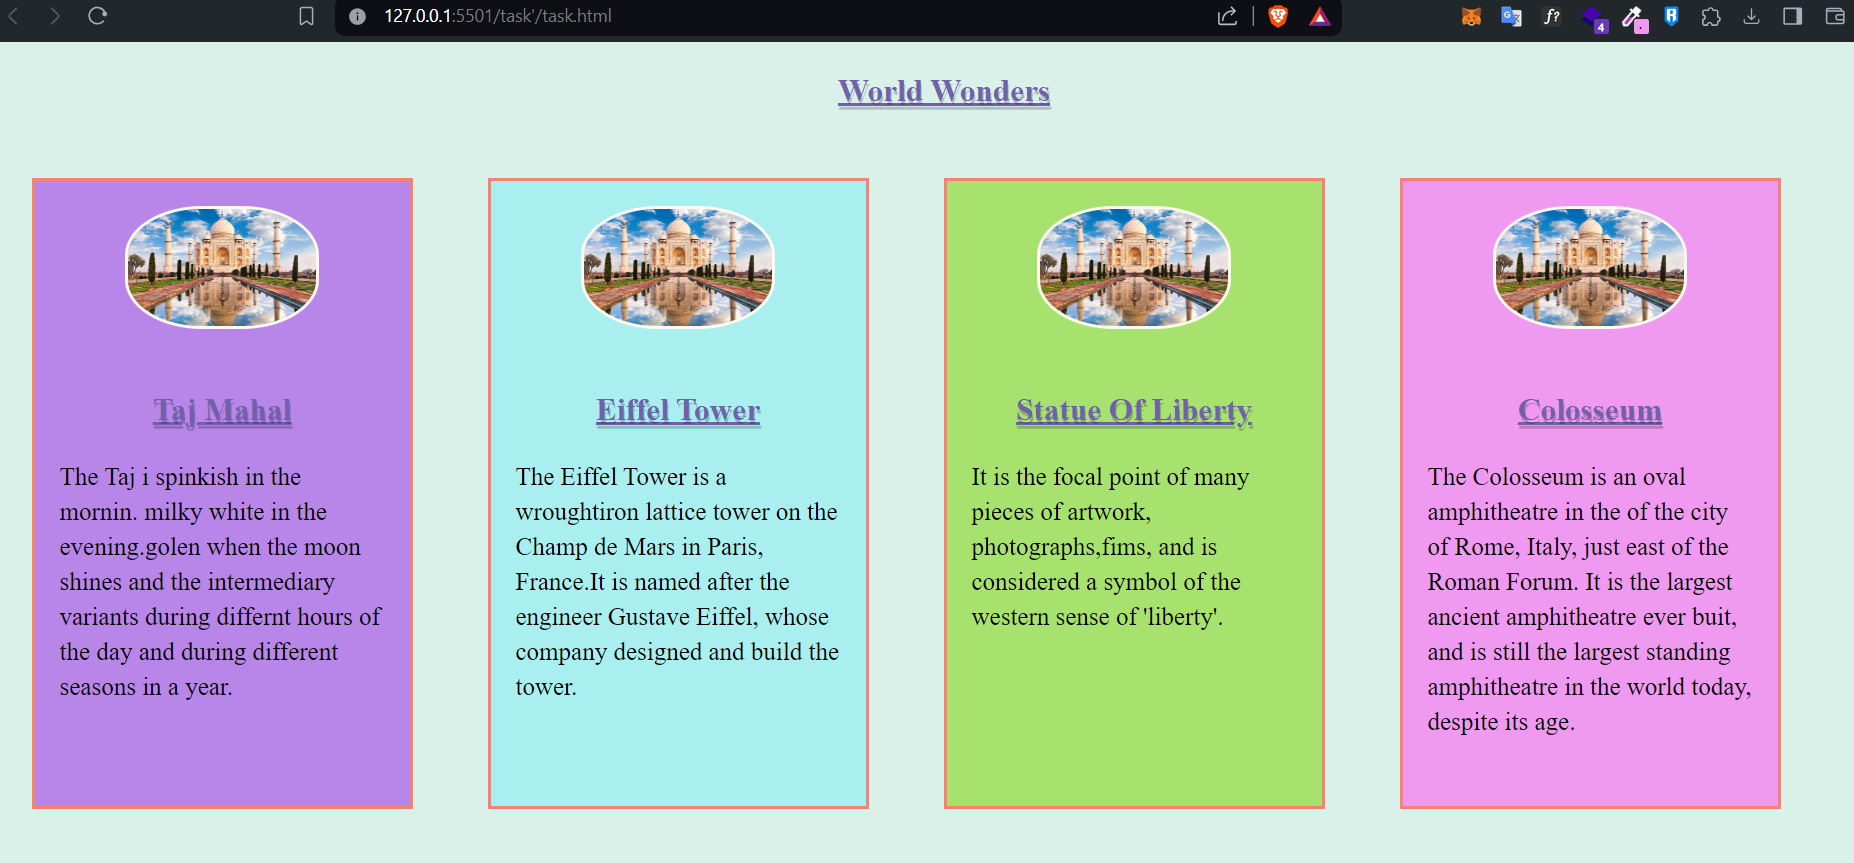 127.0.0.1:5501/task'/task.html
f?
4
World Wonders
Taj Mahal
The Taj i spinkish in the
mornin. milky white in the
evening.golen when the moon
shines and the intermediary
variants during differnt hours of
the day and during different
seasons in a year.
Eiffel Tower
The Eiffel Tower is a
wroughtiron lattice tower on the
Champ de Mars in Paris,
France.It is named after the
engineer Gustave Eiffel, whose
company designed and build the
tower.
Statue Of Liberty
It is the focal point of many
pieces of artwork,
photographs,fims, and is
considered a symbol of the
western sense of 'liberty'.
Colosseum
The Colosseum is an oval
amphitheatre in the of the city
of Rome, Italy, just east of the
Roman Forum. It is the largest
ancient amphitheatre ever buit,
and is still the largest standing
amphitheatre in the world today,
despite its age.